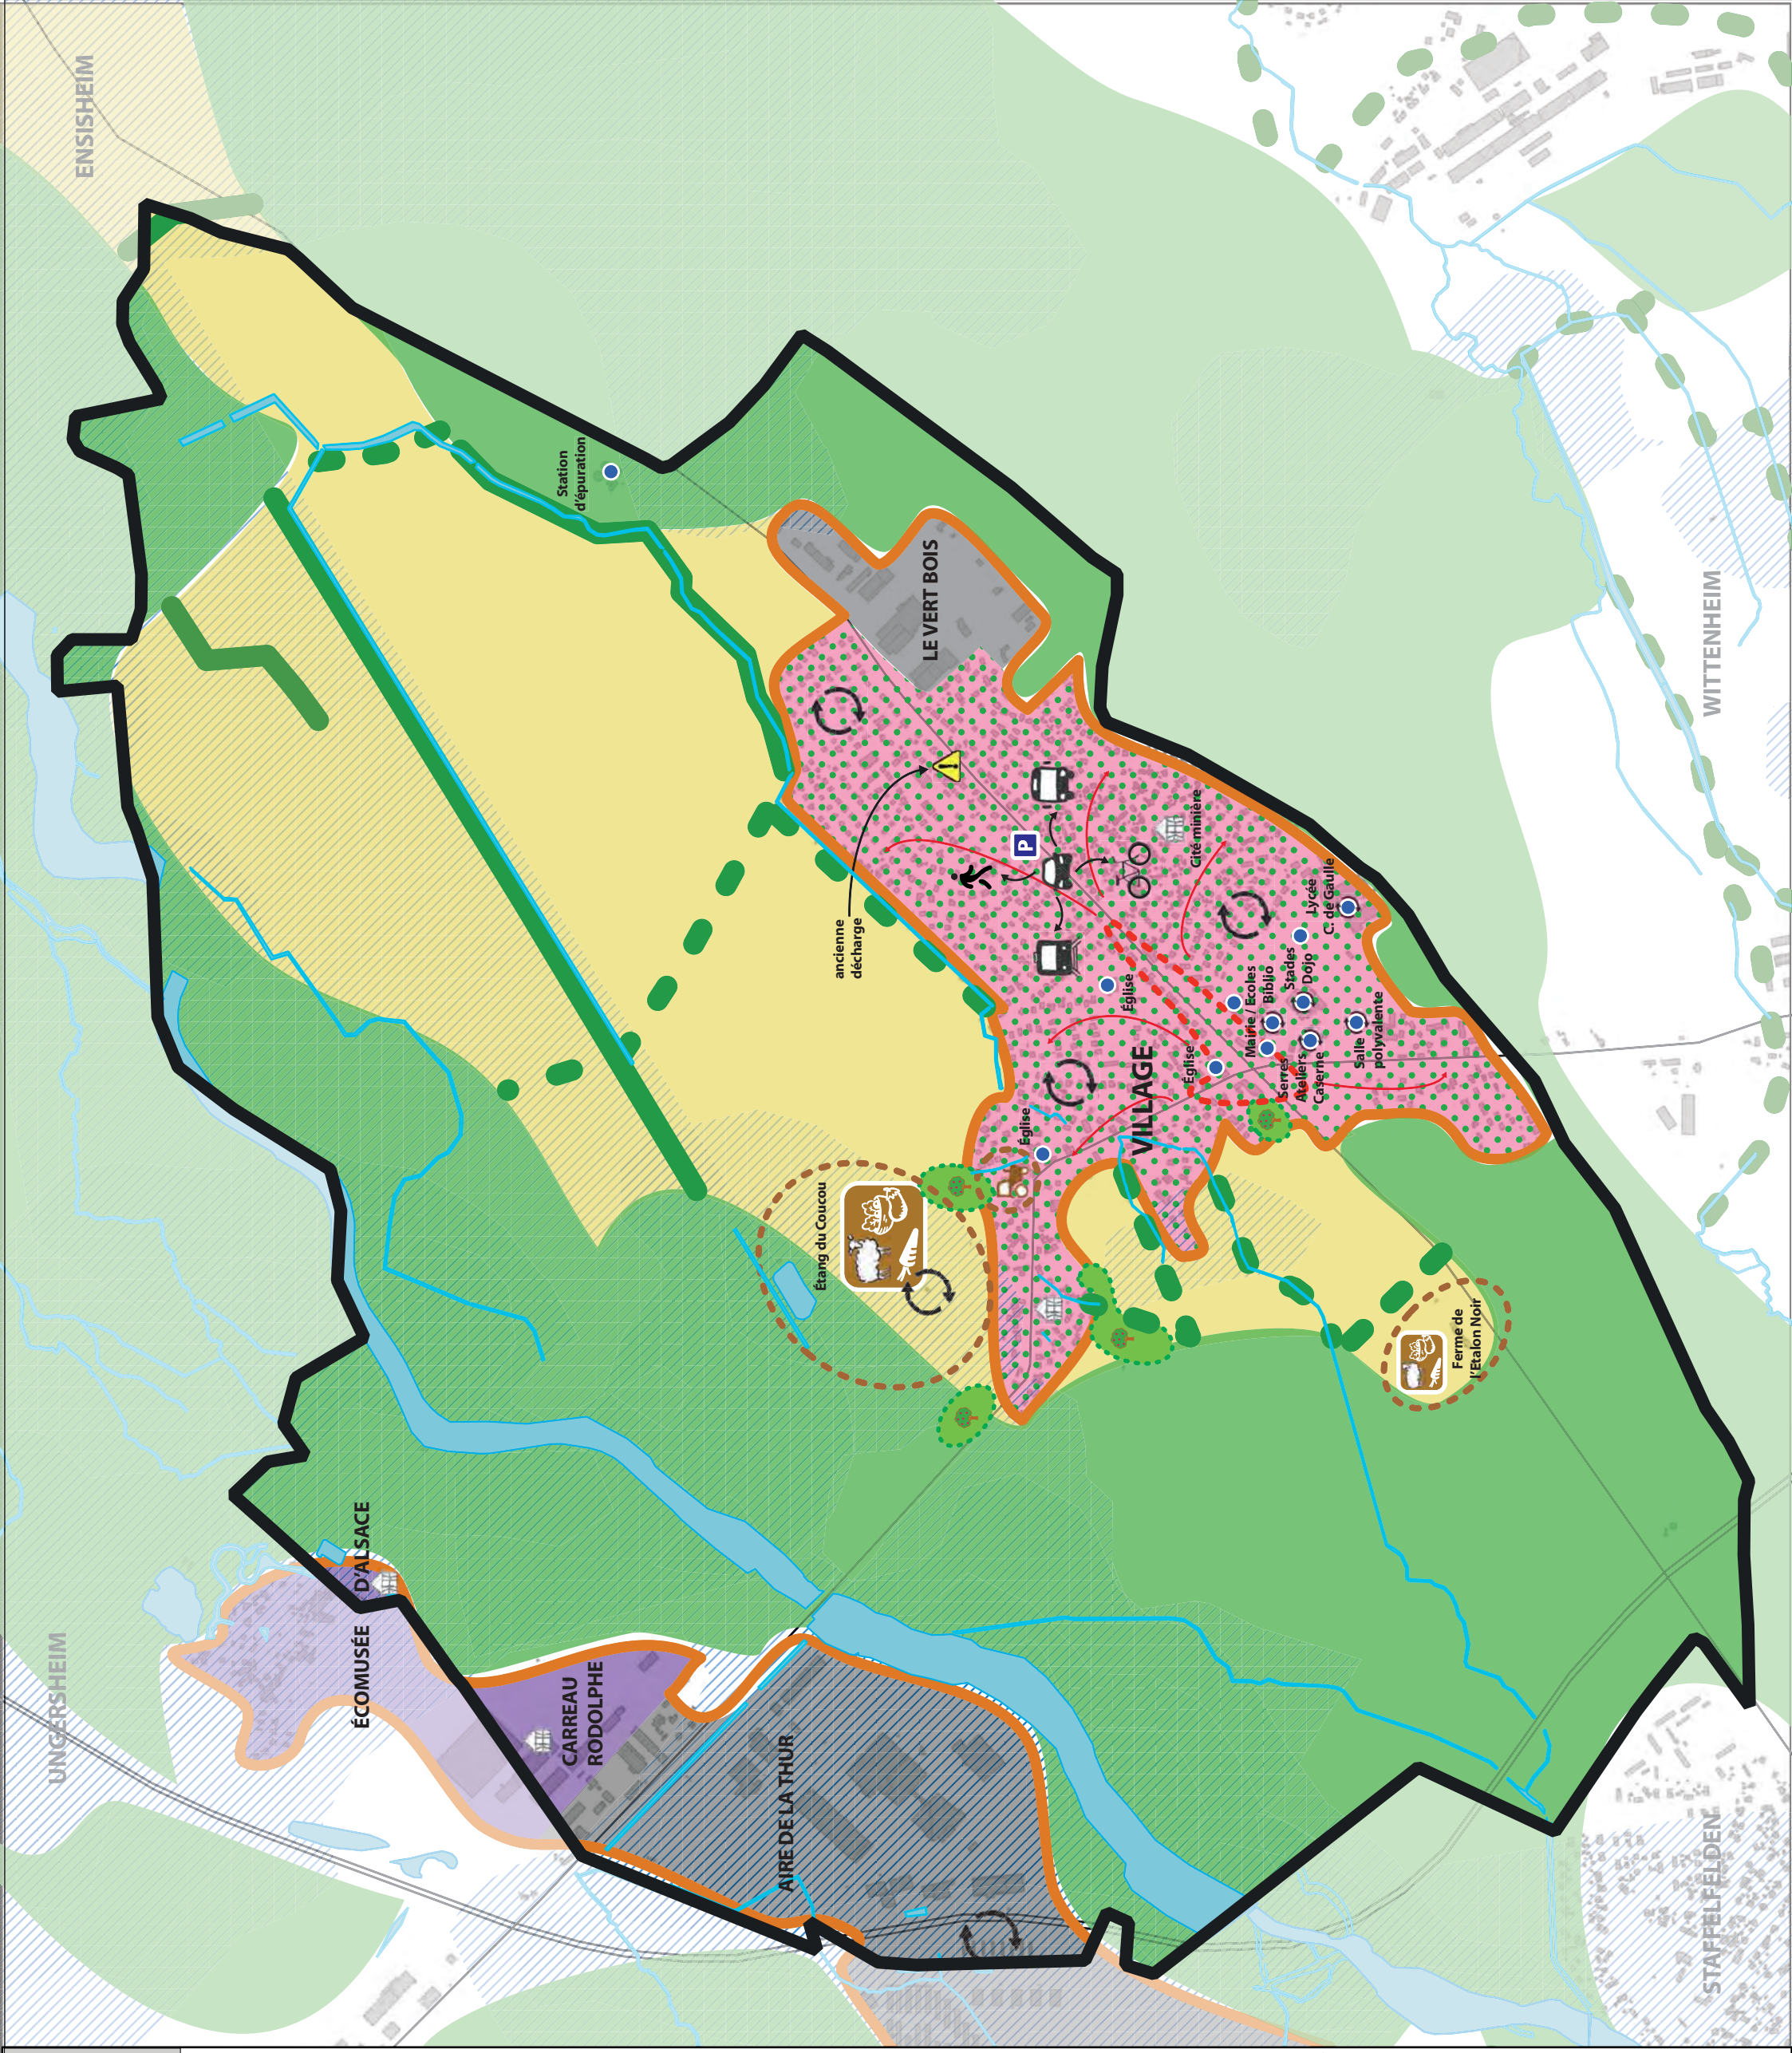 ENSISHEIM
Station
d'épuration
LE VERT BOIS
WITTENHEIM
ancienne
décharge
P
Cité minière
Lycée
C. de Gaulle
Église
Stades
Dojo
Mairie / Ecoles
Biblio
Salle
polyvalente
Église
VILLAGE
Serres
Ateliers
Caserne
Église
Étang du Coucou
Ferme de
l'Etalon Noir
ÉCOMUSÉE D'ALSACE
UNGERSHEIM
CARREAU
RODOLPHE
AIRE DE LA THUR
STAFFELFELDEN